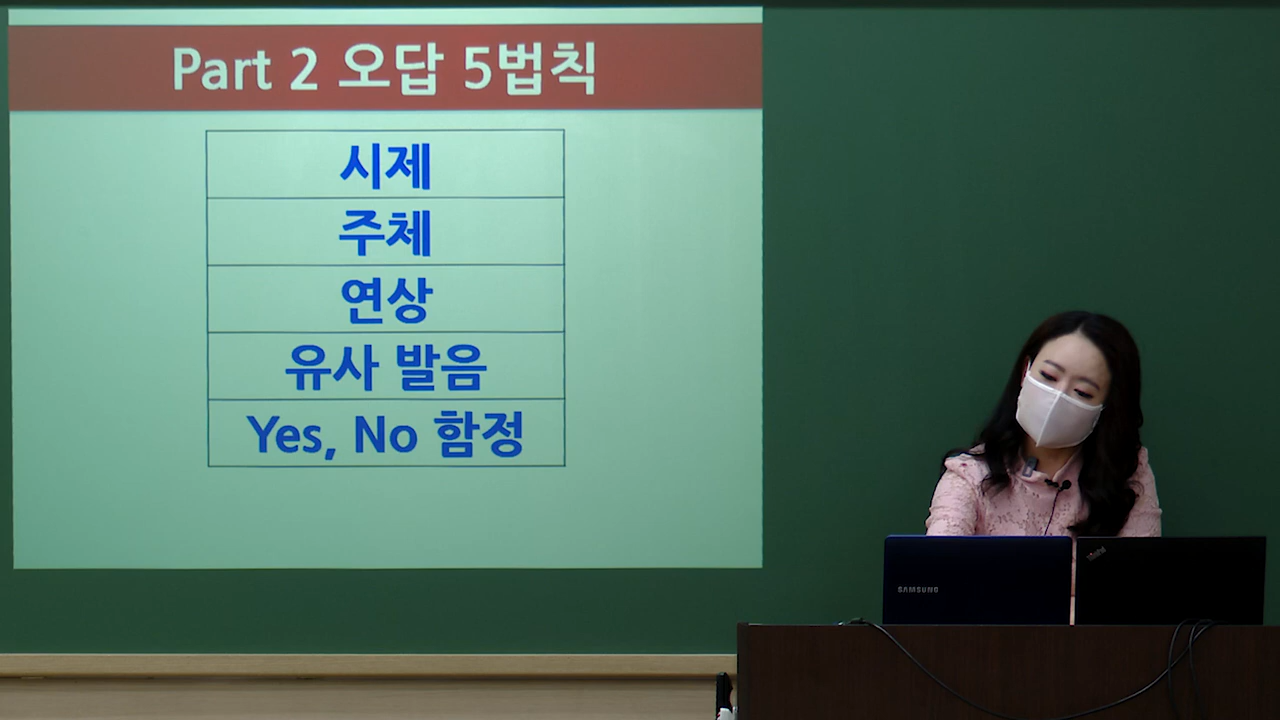 Part 2 오답 5법칙
시제
주체
연상
유사 발음
Yes, No 함정
SAMSUNG